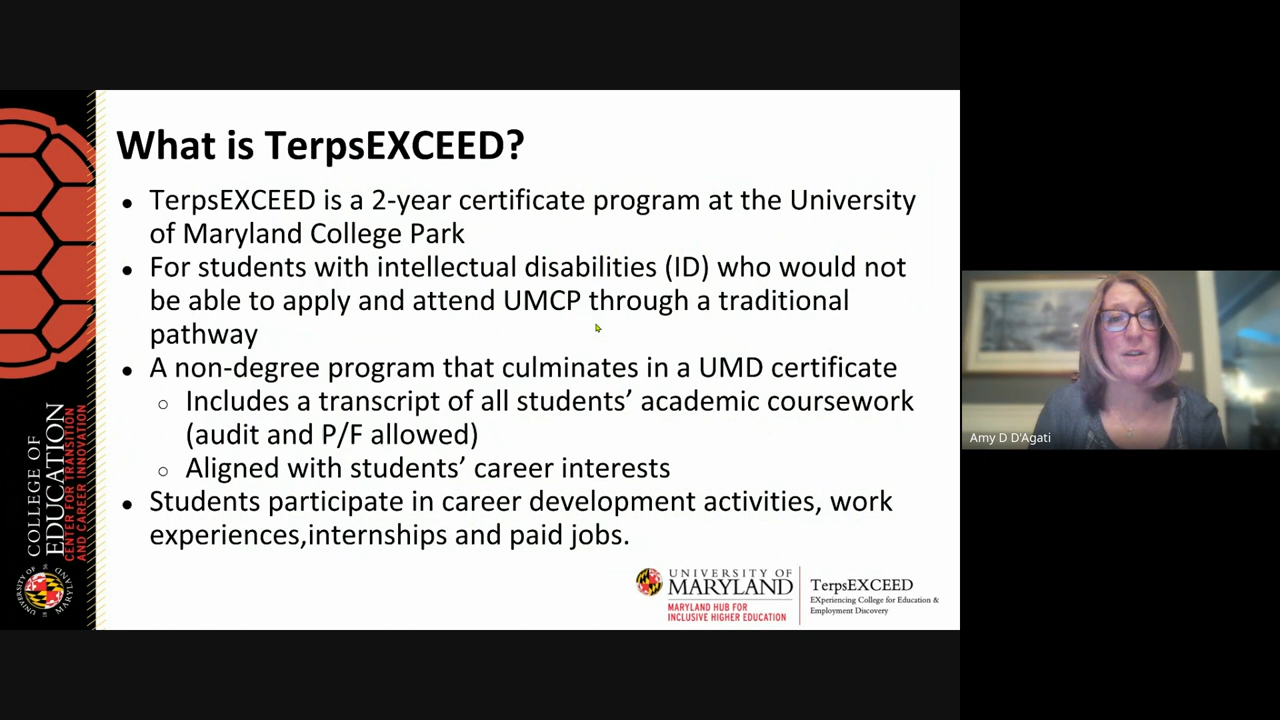 What is TerpsEXCEED?
● TerpsEXCEED is a 2-year certificate program at the University
of Maryland College Park
● For students with intellectual disabilities (ID) who would not
be able to apply and attend UMCP through a traditional
pathway
● A non-degree program that culminates in a UMD certificate
○ Includes a transcript of all students’ academic coursework
(audit and P/F allowed)
○ Aligned with students’ career interests
● Students participate in career development activities, work
experiences,internships and paid jobs.
COLLEGE OF
EDUCATION
CENTER FOR TRANSITION
AND CAREER INNOVATION
UNIVERSITY OF
MARYLAND
UNIVERSITY OF
MARYLAND
MARYLAND HUB FOR
INCLUSIVE HIGHER EDUCATION
TerpsEXCEED
EXperiencing College for Education &
Employment Discovery
Amy D D'Agati